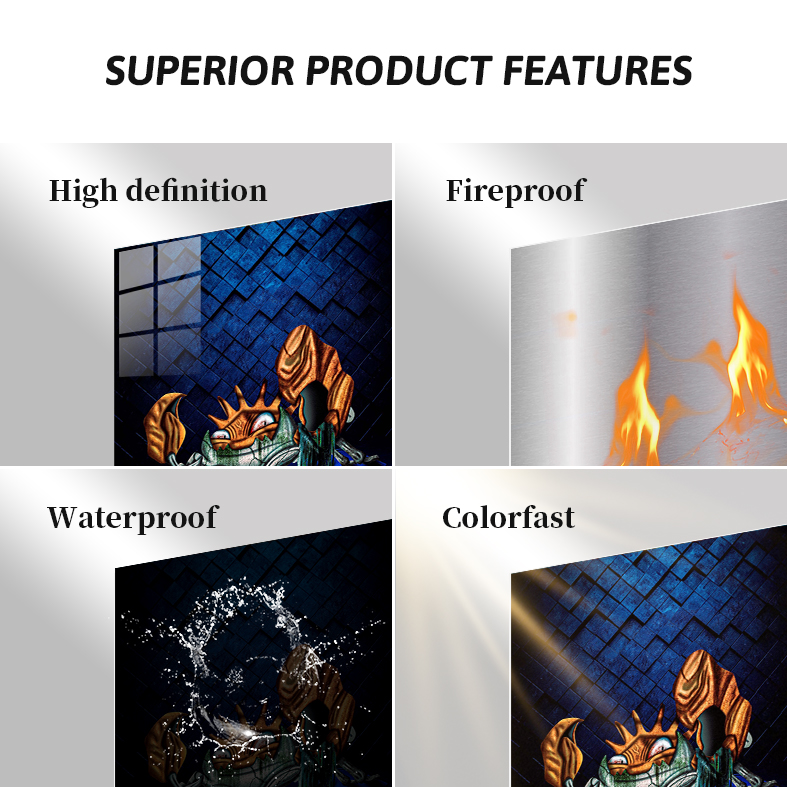 SUPERIOR PRODUCT FEATURES
High definition
Fireproof
Waterproof
Colorfast